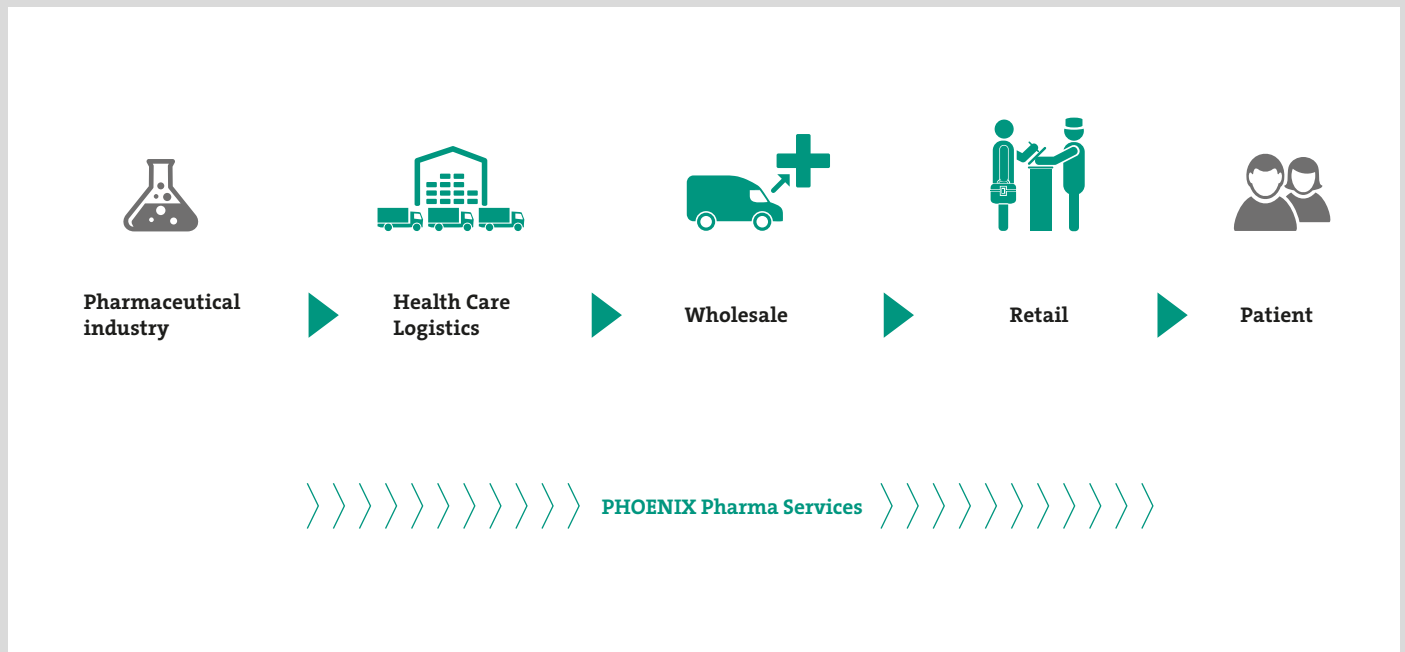 Pharmaceutical
industry
Health Care
Logistics
Wholesale
Retail
Patient
PHOENIX Pharma Services